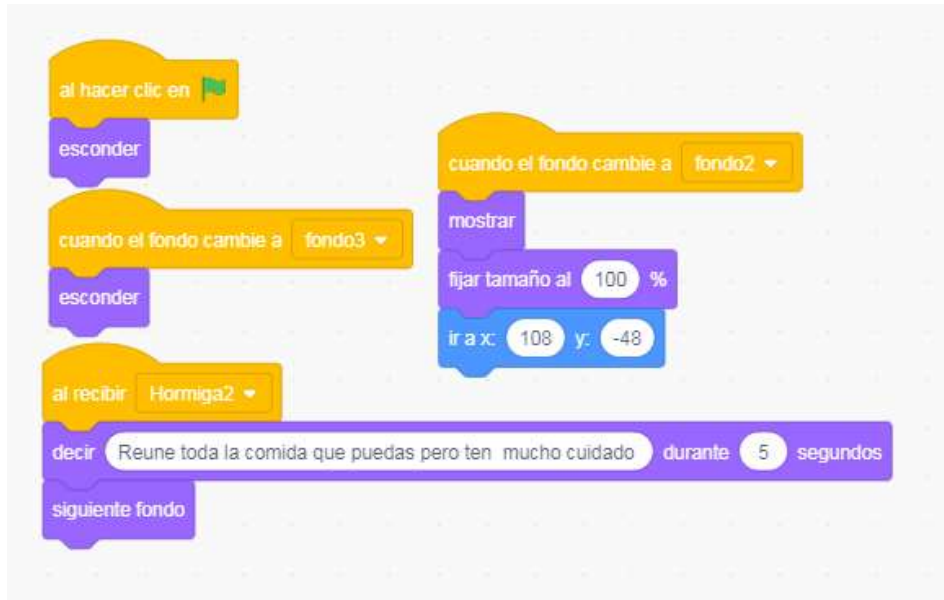 al hacer clic en
esconder
cuando el fondo cambie a fondo3
esconder
al recibir Hormiga2
decir Reune toda la comida que puedas pero ten mucho cuidado durante 5 segundos
siguiente fondo
cuando el fondo cambie a fondo2
mostrar
fijar tamaño al 100 %
ir a x: 108 y: -48